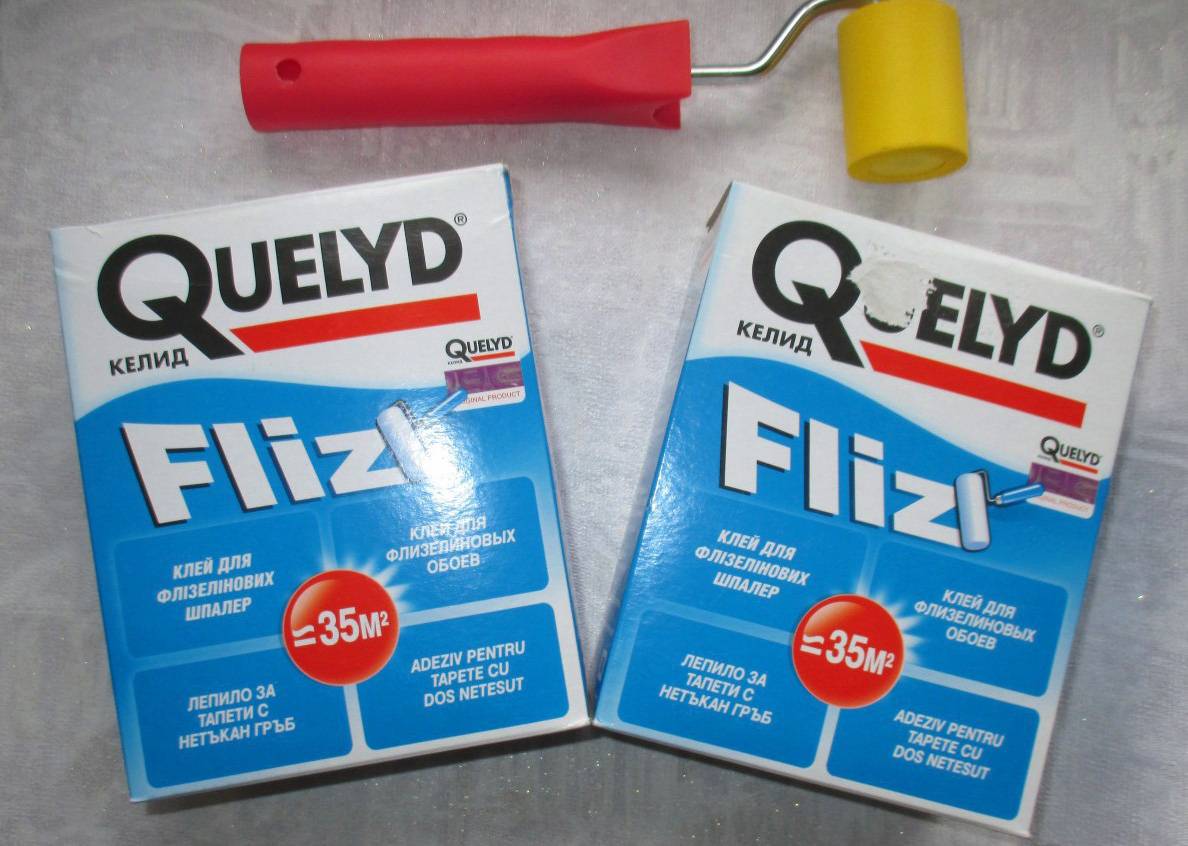 QUELYD®
КЕЛИД
QUELYD
ORIGINAL PRODUCT
Fliz
КЛЕЙ ДЛЯ
ФЛІЗЕЛІНОВИХ
ШПАЛЕР
КЛЕЙ ДЛЯ
ФЛИЗЕЛИНОВЫХ
ОБОЕВ
≃35М²
ЛЕПИЛО ЗА
ТАПЕТИ С
НЕТЪКАН ГРЪБ
ADEZIV PENTRU
TAPETE CU
DOS NETESUT
QUELYD®
КЕЛИД
QUELYD
ORIGINAL PRODUCT
Fliz
КЛЕЙ ДЛЯ
ФЛІЗЕЛІНОВИХ
ШПАЛЕР
КЛЕЙ ДЛЯ
ФЛИЗЕЛИНОВЫХ
ОБОЕВ
≃35М²
ЛЕПИЛО ЗА
ТАПЕТИ С
НЕТЪКАН ГРЪБ
ADEZIV PENTRU
TAPETE CU
DOS NETESUT